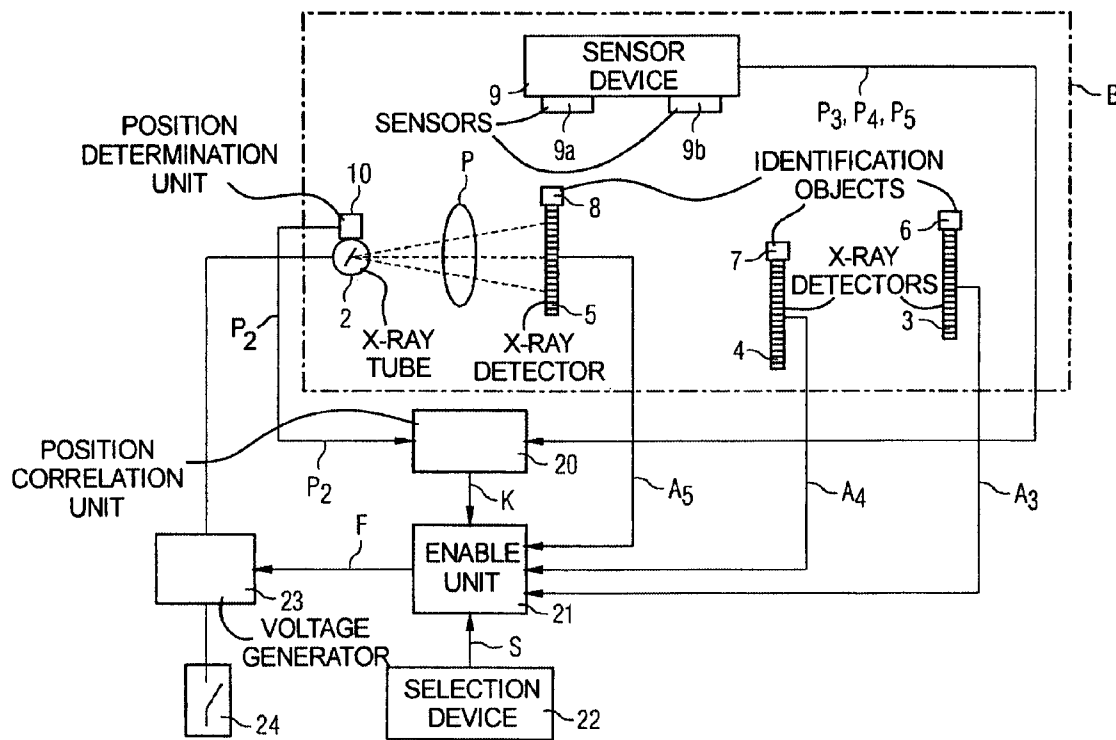 SENSOR
DEVICE
9
B
SENSORS
9a
9b
P3, P4, P5
POSITION
DETERMINATION
UNIT
10
P
8
IDENTIFICATION
OBJECTS
6
7
X-RAY
DETECTORS
2
5
3
4
P2
X-RAY
TUBE
X-RAY
DETECTOR
POSITION
CORRELATION
UNIT
P2
20
K
A5
A4
A3
F
ENABLE
UNIT
21
23
VOLTAGE
GENERATOR
S
24
SELECTION
DEVICE
22